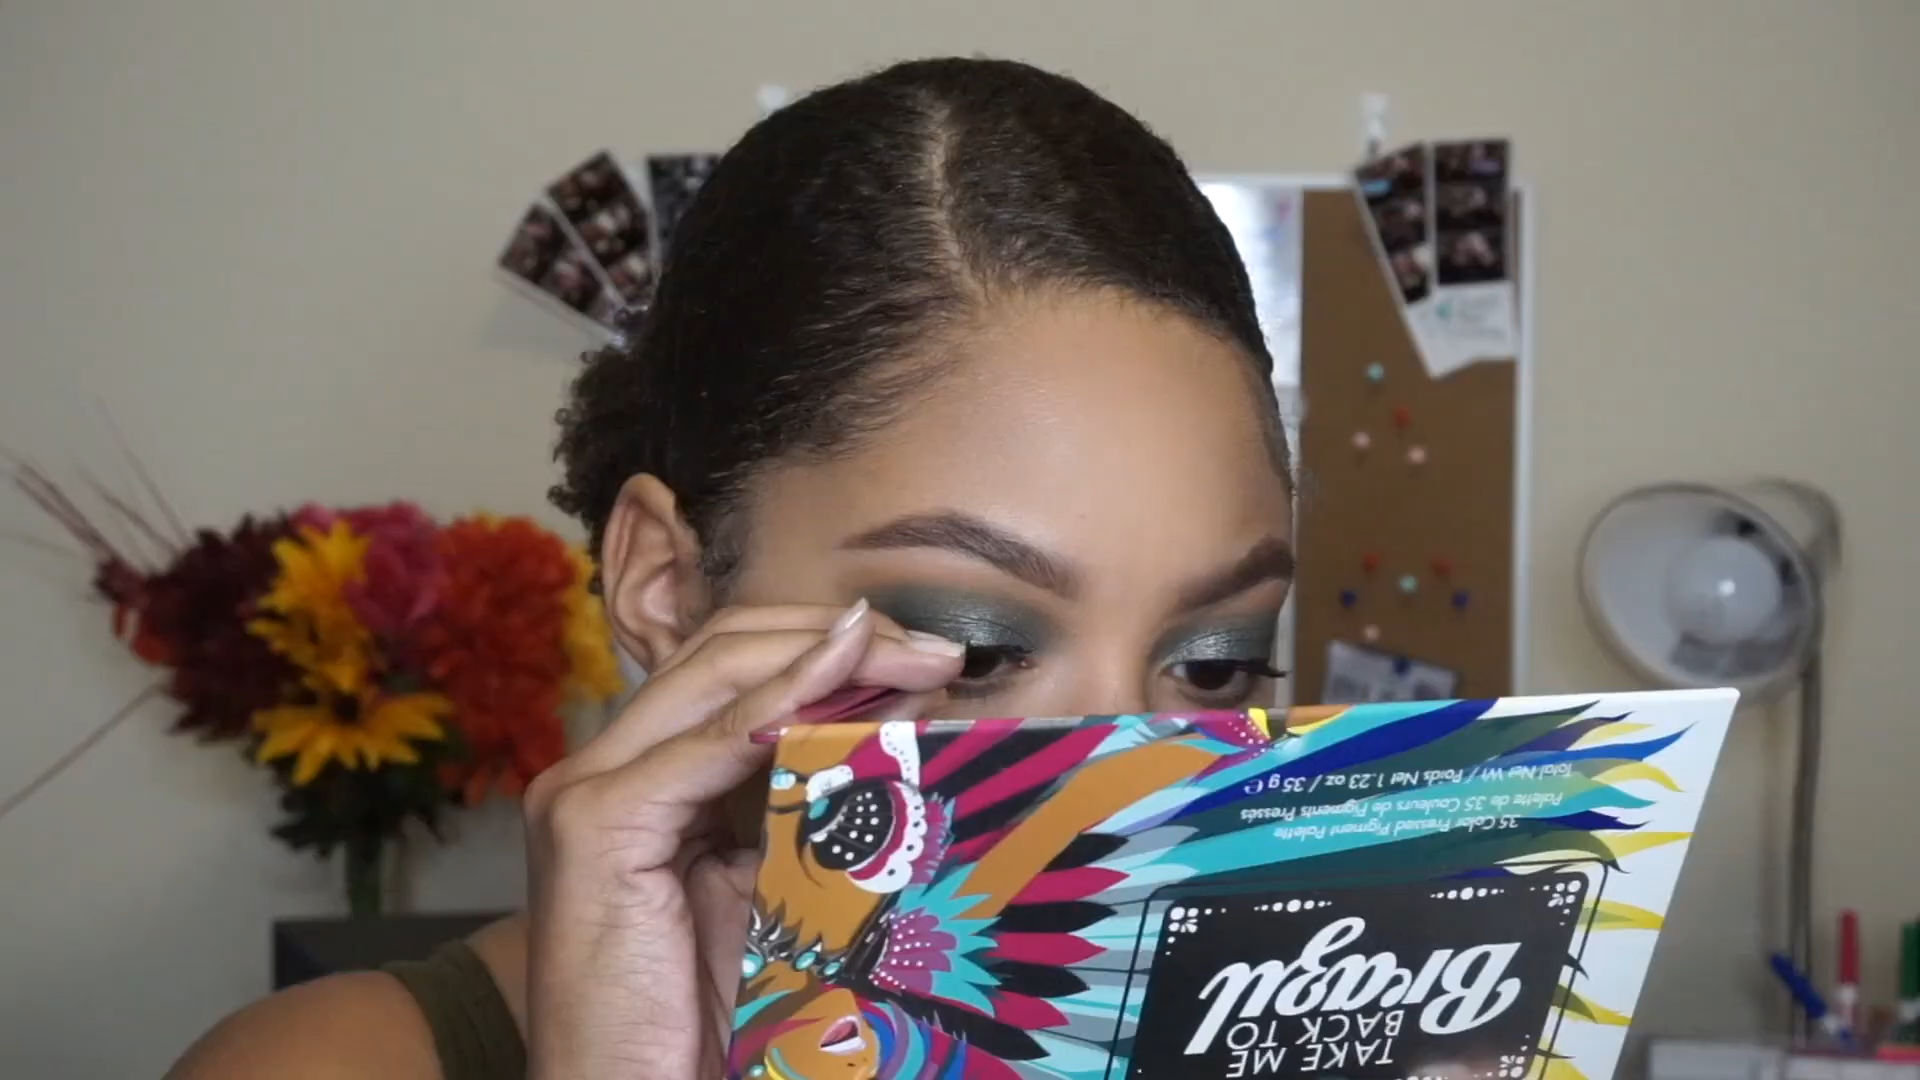 TAKE ME
BACK TO
Brazil
35 Color Pressed Pigment Palette
Palette de 35 Couleurs de Pigments Pressés
Total Net Wt / Poids Net 1.23 oz / 35 g ℮